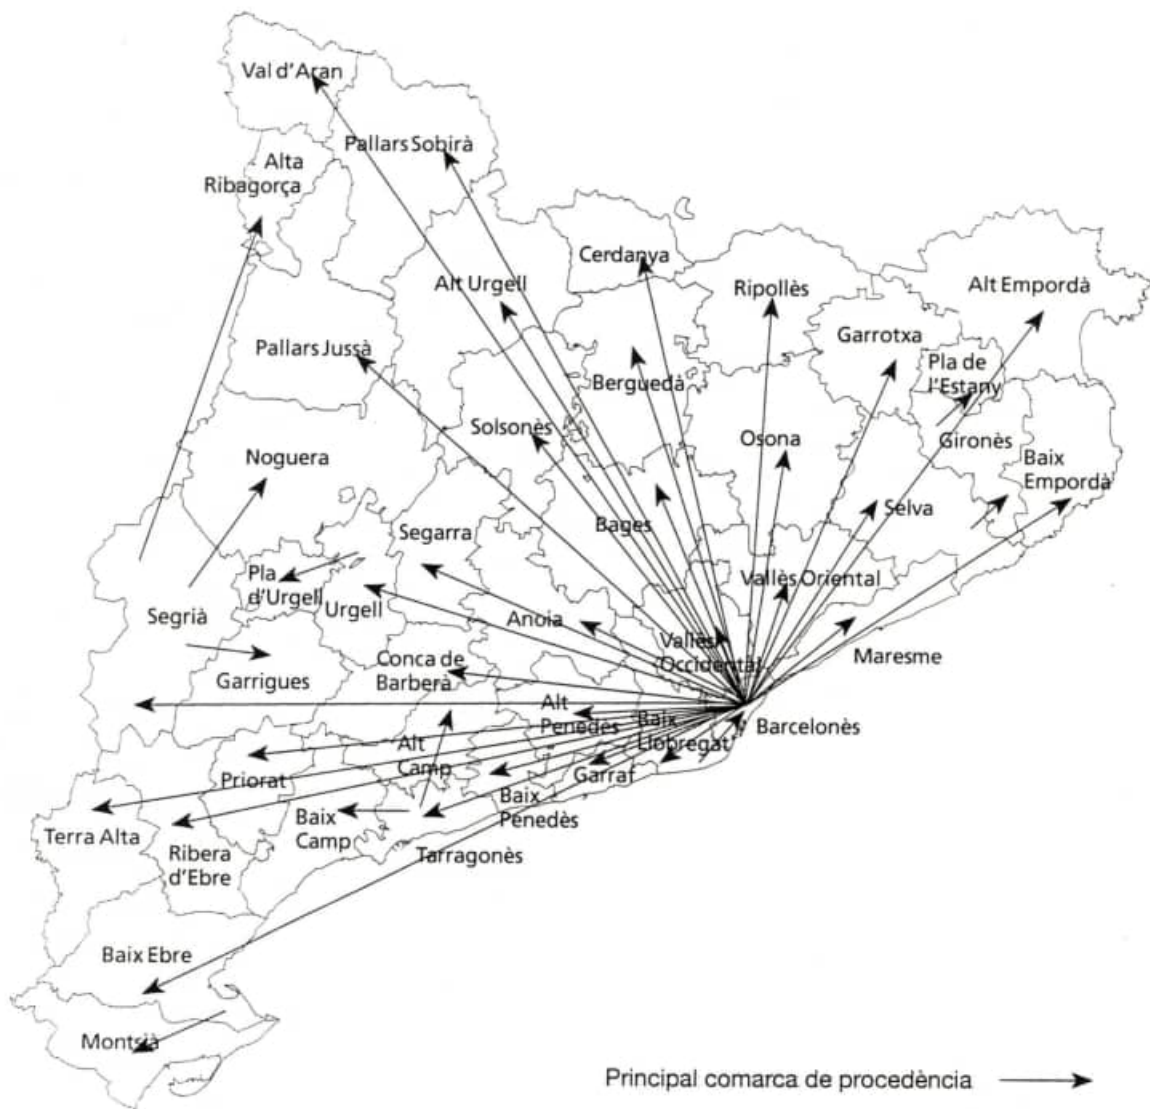 Val d'Aran
Pallars Sobirà
Alta
Ribagorça
Cerdanya
Alt Urgell
Ripollès
Alt Empordà
Garrotxa
Pallars Jussà
Pla de
l'Estany
Berguedà
Solsonès
Osona
Gironès
Noguera
Baix
Empordà
Selva
Bages
Segarra
Pla
d'Urgell
Vallès Oriental
Urgell
Segrià
Anoia
Vallès
Occidental
Maresme
Conca de
Barberà
Garrigues
Alt
Penedès
Baix
Llobregat
Barcelonès
Alt
Camp
Priorat
Garraf
Baix
Penedès
Baix
Camp
Terra Alta
Ribera
d'Ebre
Tarragonès
Baix Ebre
Montsià
Principal comarca de procedència